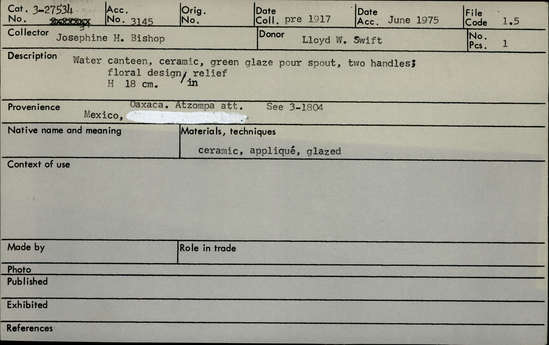 Cat. No. 3-27534
Acc. No. 3145
Orig. No.
Date Coll. pre 1917
Date Acc. June 1975
File Code 1.5
Collector Josephine H. Bishop
Donor Lloyd W. Swift
No. Pcs. 1
Description Water canteen, ceramic, green glaze pour spout, two handles;
floral design/in relief
H 18 cm.
Provenience Mexico, Oaxaca. Atzompa att. See 3-1804
Native name and meaning
Materials, techniques
ceramic, appliqué, glazed
Context of use
Made by
Role in trade
Photo
Published
Exhibited
References